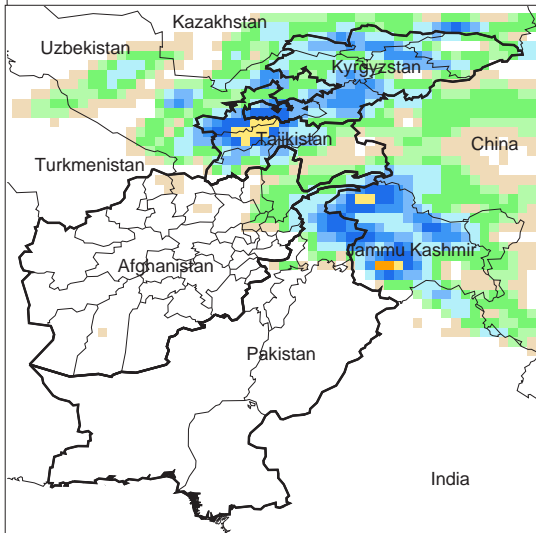 Kazakhstan
Uzbekistan
Kyrgyzstan
Tajikistan
China
Turkmenistan
Jammu Kashmir
Afghanistan
Pakistan
India